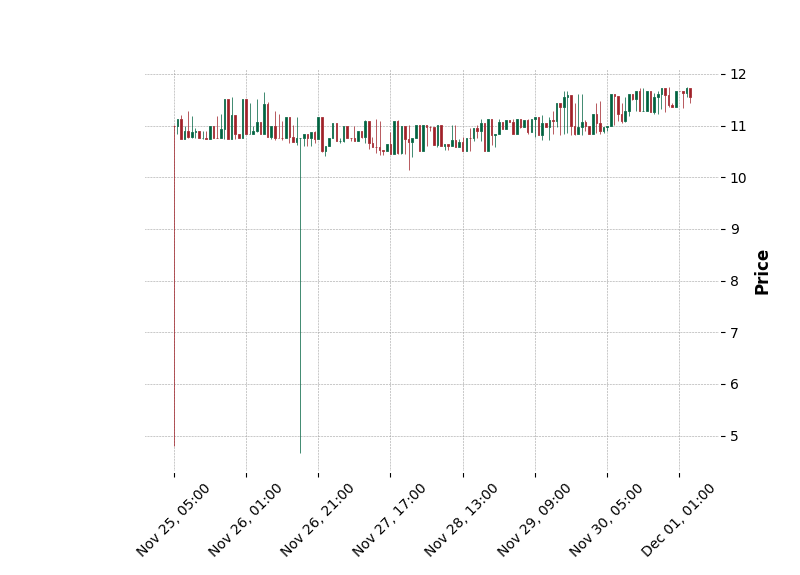 12
11
10
9
8
7
6
5
Price
Nov 25, 05:00
Nov 26, 01:00
Nov 26, 21:00
Nov 27, 17:00
Nov 28, 13:00
Nov 29, 09:00
Nov 30, 05:00
Dec 01, 01:00